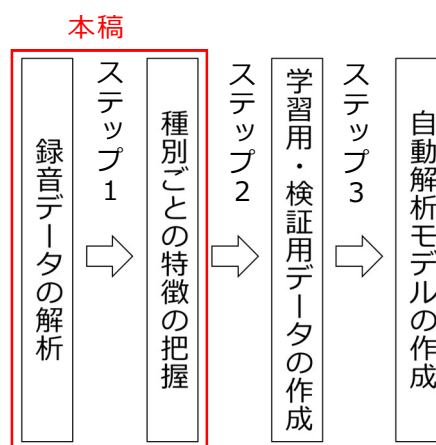 本稿
録音データの解析
ステップ1
種別ごとの特徴の把握
ステップ2
学習用・検証用データの作成
ステップ3
自動解析モデルの作成